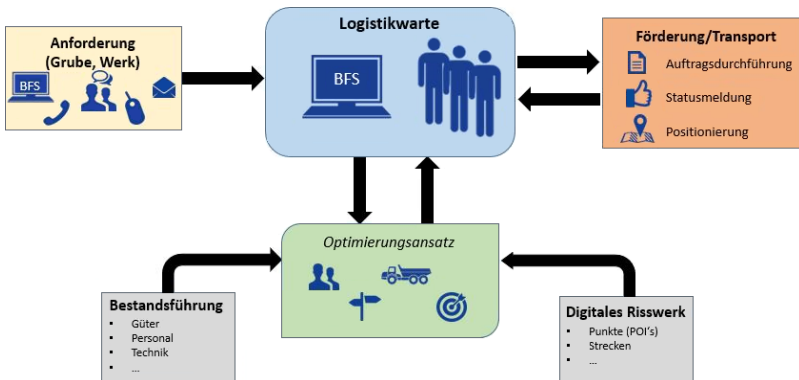 Anforderung
(Grube, Werk)
BFS
Logistikwarte
BFS
Förderung/Transport
Auftragsdurchführung
Statusmeldung
Positionierung
Optimierungsansatz
Bestandsführung
▪ Güter
▪ Personal
▪ Technik
▪ ...
Digitales Risswerk
▪ Punkte (POI's)
▪ Strecken
▪ ...